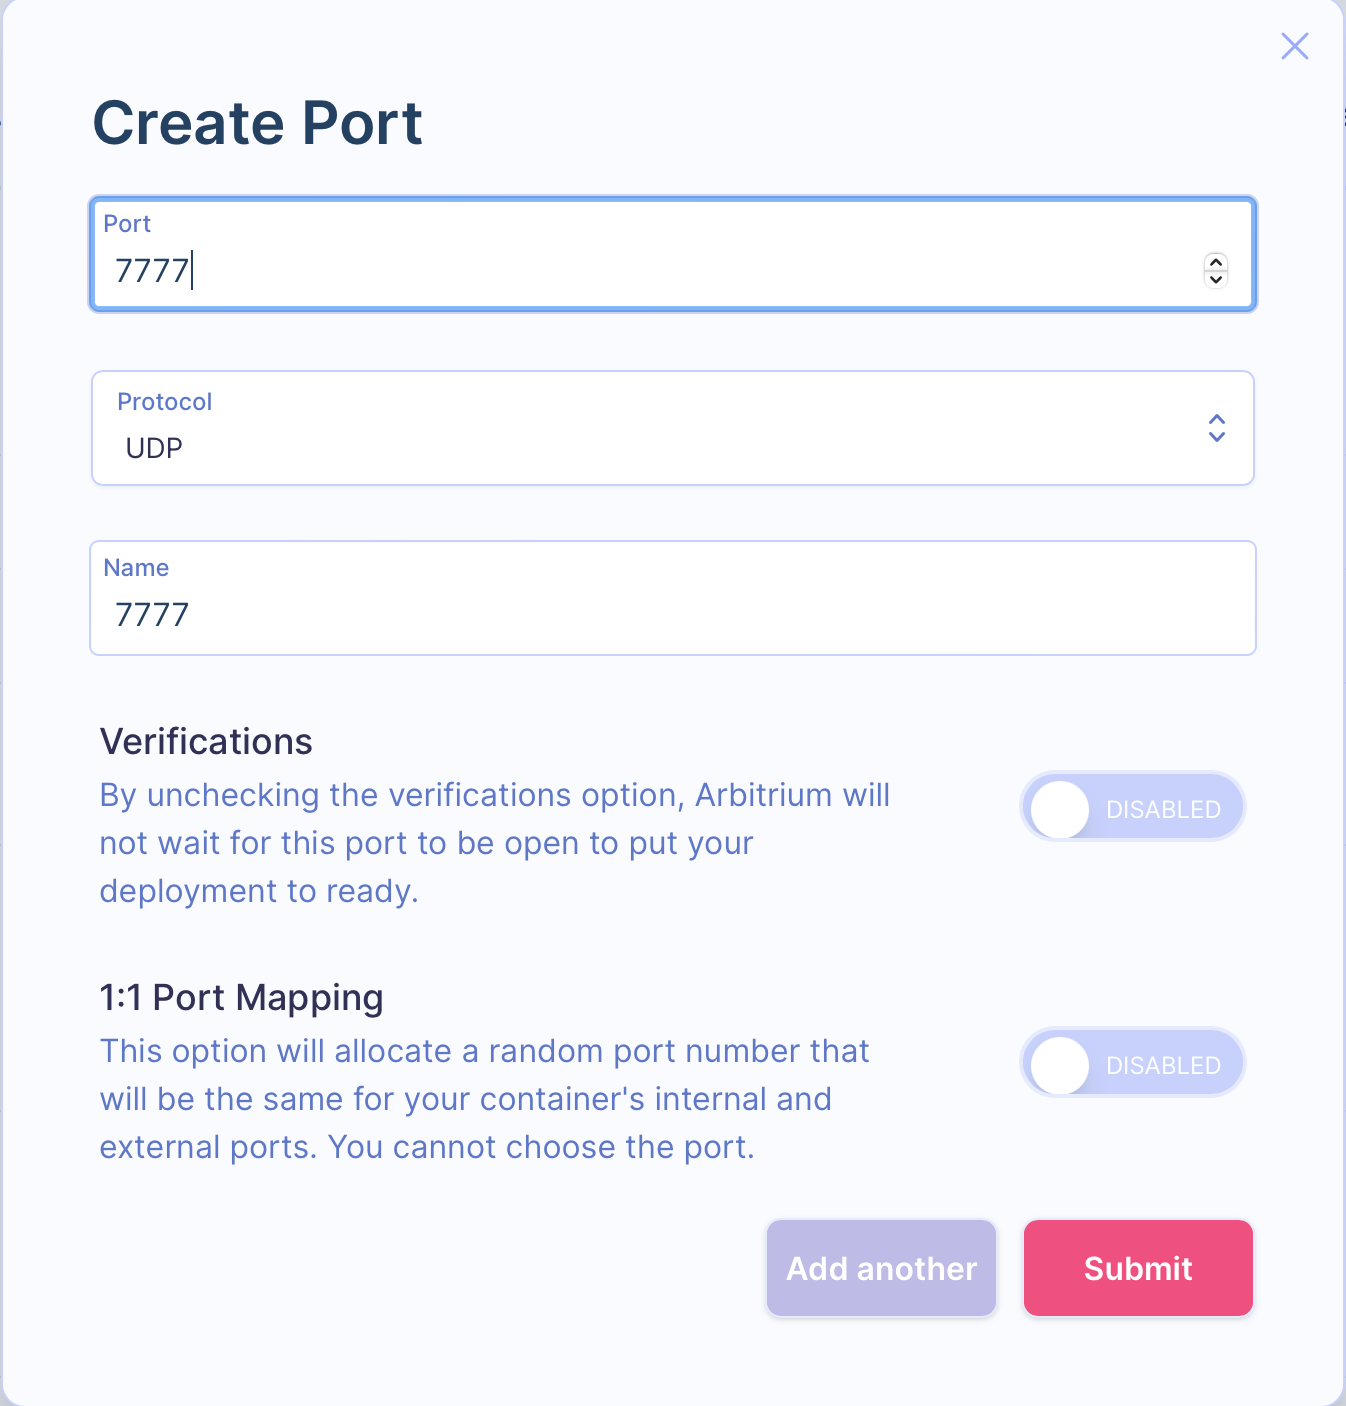 Create Port
Port
7777
Protocol
UDP
Name
7777
Verifications
By unchecking the verifications option, Arbitrium will
not wait for this port to be open to put your
deployment to ready.
DISABLED
1:1 Port Mapping
This option will allocate a random port number that
will be the same for your container's internal and
external ports. You cannot choose the port.
DISABLED
Add another
Submit